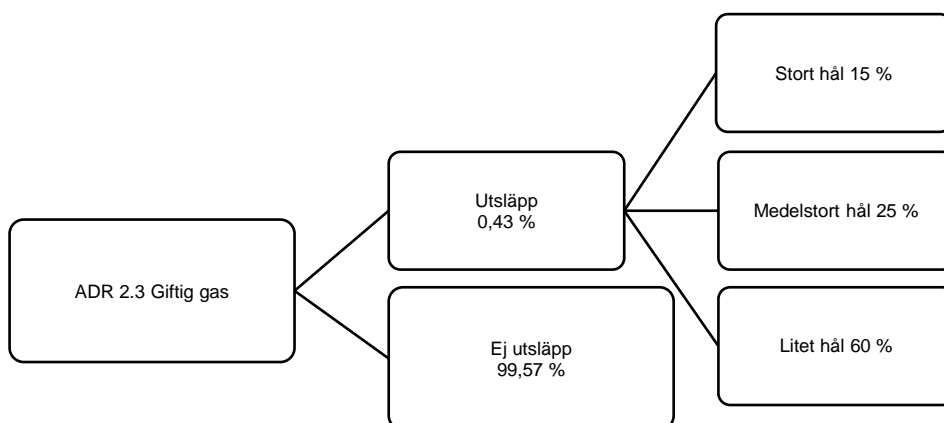 ADR 2.3 Giftig gas
Utsläpp
0,43 %
Ej utsläpp
99,57 %
Stort hål 15 %
Medelstort hål 25 %
Litet hål 60 %